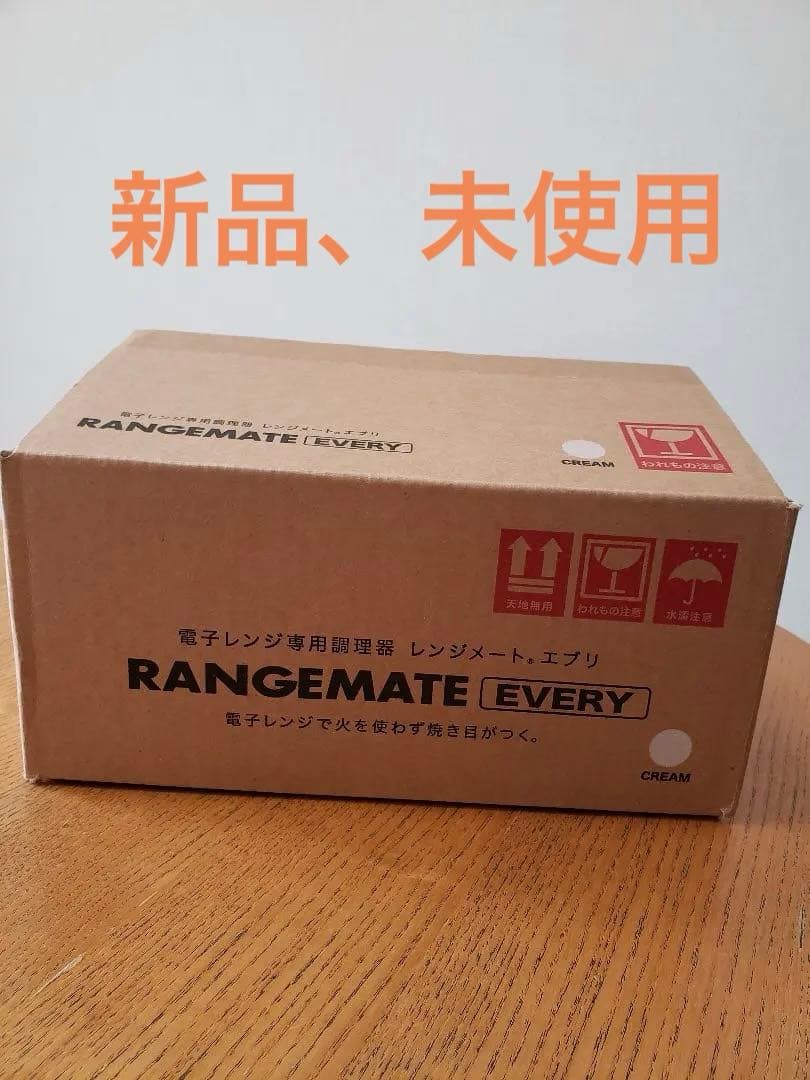 新品、未使用
電子レンジ専用調理器 レンジメート®エブリ
RANGEMATE EVERY
CREAM
われもの注意
天地無用
われもの注意
水濡注意
電子レンジ専用調理器 レンジメート®エブリ
RANGEMATE EVERY
電子レンジで火を使わず焼き目がつく。
CREAM